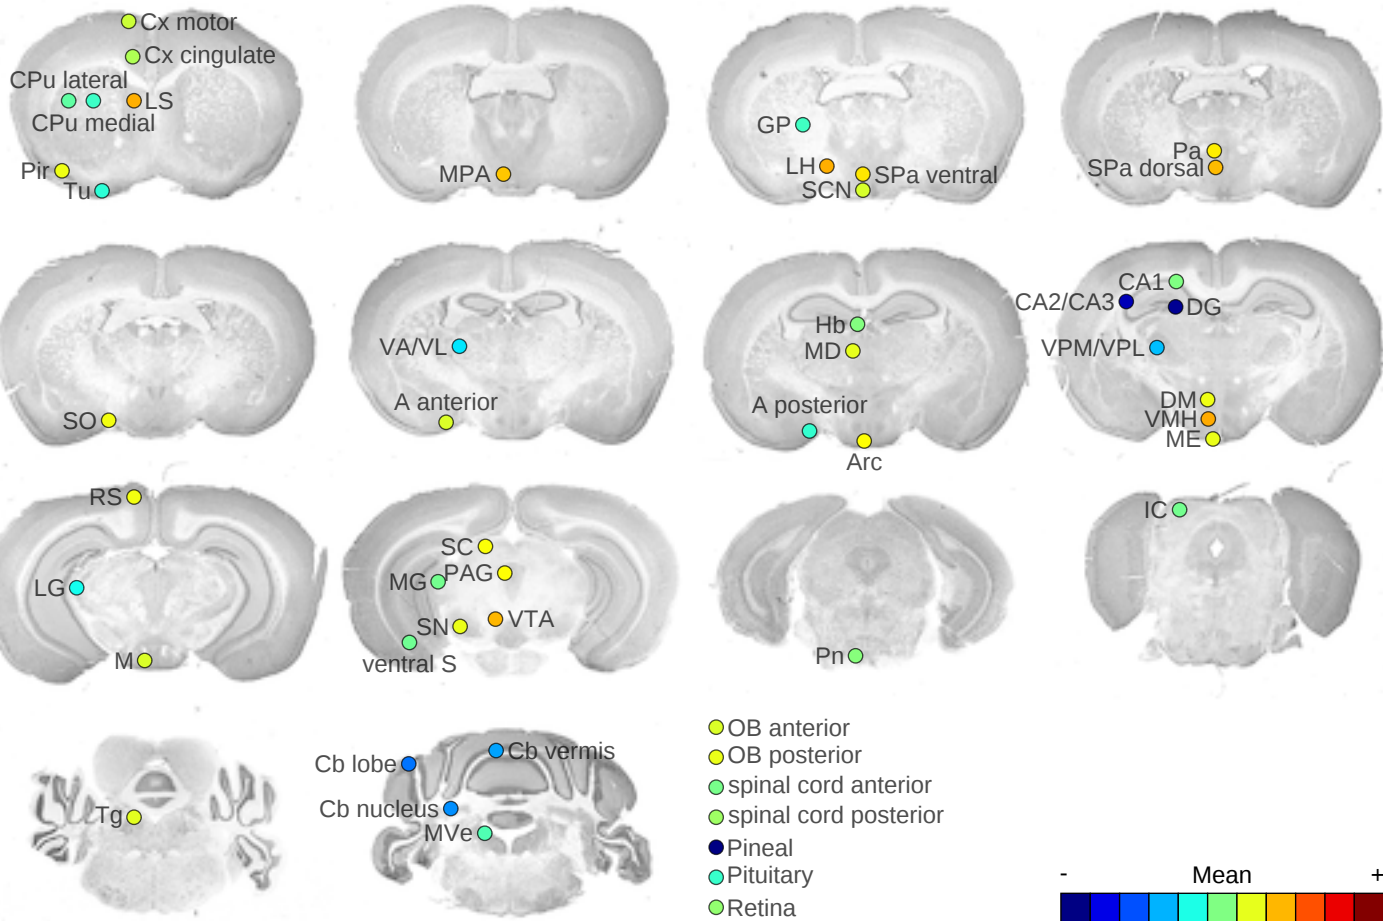 Cx motor
Cx cingulate
CPu lateral
LS
CPu medial
Pir
Tu
MPA
GP
LH
SPa ventral
SCN
Pa
SPa dorsal
SO
VA/VL
A anterior
Hb
MD
A posterior
Arc
CA1
CA2/CA3
DG
VPM/VPL
DM
VMH
ME
RS
LG
M
SC
PAG
MG
VTA
SN
ventral S
Pn
IC
Tg
Cb lobe
Cb vermis
Cb nucleus
MVe
OB anterior
OB posterior
spinal cord anterior
spinal cord posterior
Pineal
Pituitary
Retina
- Mean +